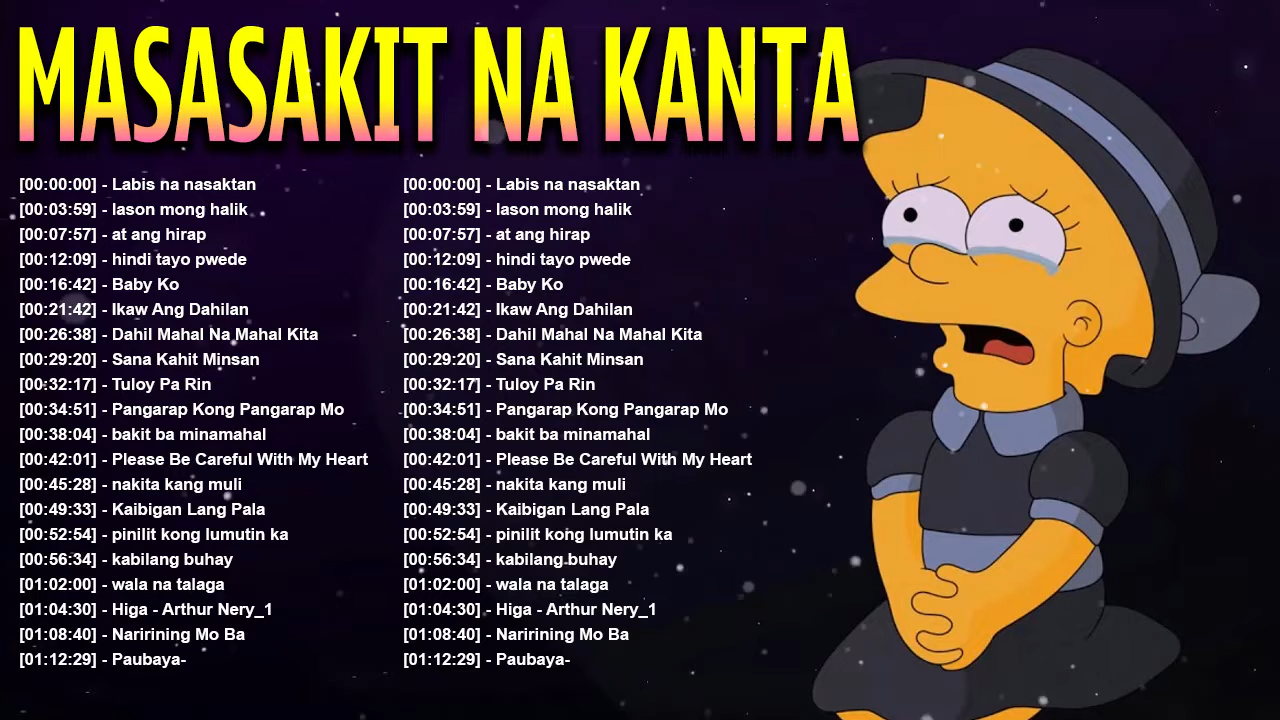 MASASAKIT NA KANTA
[00:00:00] - Labis na nasaktan
[00:03:59] - lason mong halik
[00:07:57] - at ang hirap
[00:12:09] - hindi tayo pwede
[00:16:42] - Baby Ko
[00:21:42] - Ikaw Ang Dahilan
[00:26:38] - Dahil Mahal Na Mahal Kita
[00:29:20] - Sana Kahit Minsan
[00:32:17] - Tuloy Pa Rin
[00:34:51] - Pangarap Kong Pangarap Mo
[00:38:04] - bakit ba minamahal
[00:42:01] - Please Be Careful With My Heart
[00:45:28] - nakita kang muli
[00:49:33] - Kaibigan Lang Pala
[00:52:54] - pinilit kong lumutin ka
[00:56:34] - kabilang buhay
[01:02:00] - wala na talaga
[01:04:30] - Higa - Arthur Nery_1
[01:08:40] - Naririning Mo Ba
[01:12:29] - Paubaya-
[00:00:00] - Labis na nasaktan
[00:03:59] - lason mong halik
[00:07:57] - at ang hirap
[00:12:09] - hindi tayo pwede
[00:16:42] - Baby Ko
[00:21:42] - Ikaw Ang Dahilan
[00:26:38] - Dahil Mahal Na Mahal Kita
[00:29:20] - Sana Kahit Minsan
[00:32:17] - Tuloy Pa Rin
[00:34:51] - Pangarap Kong Pangarap Mo
[00:38:04] - bakit ba minamahal
[00:42:01] - Please Be Careful With My Heart
[00:45:28] - nakita kang muli
[00:49:33] - Kaibigan Lang Pala
[00:52:54] - pinilit kong lumutin ka
[00:56:34] - kabilang buhay
[01:02:00] - wala na talaga
[01:04:30] - Higa - Arthur Nery_1
[01:08:40] - Naririning Mo Ba
[01:12:29] - Paubaya-